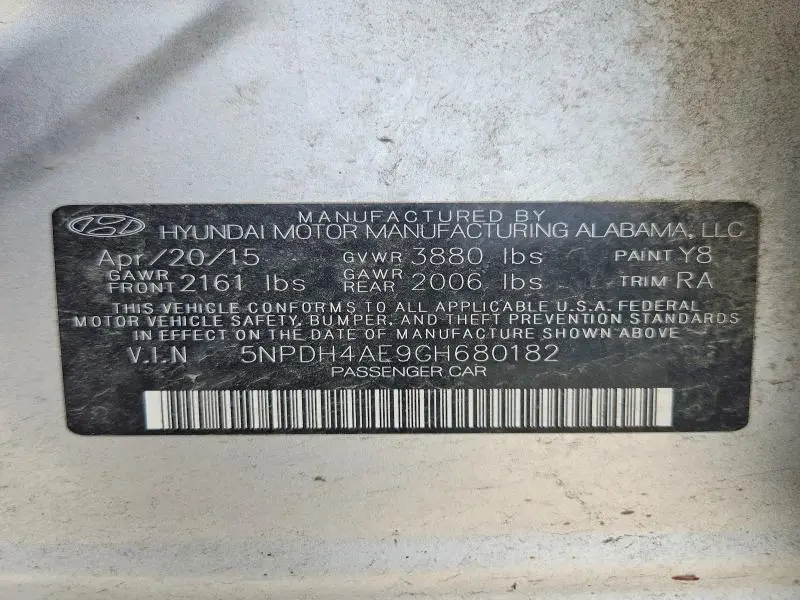 MANUFACTURED BY
HYUNDAI MOTOR MANUFACTURING ALABAMA, LLC
Apr/20/15 GVWR 3880 lbs PAINT Y8
GAWR FRONT 2161 lbs GAWR REAR 2006 lbs TRIM RA
THIS VEHICLE CONFORMS TO ALL APPLICABLE U.S.A. FEDERAL
MOTOR VEHICLE SAFETY, BUMPER, AND THEFT PREVENTION STANDARDS
IN EFFECT ON THE DATE OF MANUFACTURE SHOWN ABOVE
V.I.N 5NPDH4AE9GH680182
PASSENGER CAR